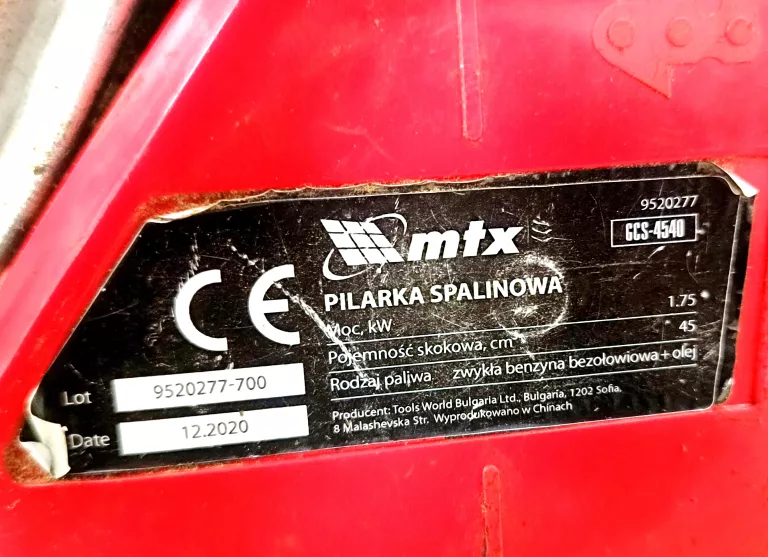 9520277
mtx
GCS-4540
CE
PILARKA SPALINOWA
Moc, kW 1.75
Pojemność skokowa, cm 45
Rodzaj paliwa zwykła benzyna bezołowiowa + olej
Lot 9520277-700
Date 12.2020
Producent: Tools World Bulgaria Ltd., Bulgaria, 1202 Sofia,
8 Malashevska Str. Wyprodukowano w Chinach